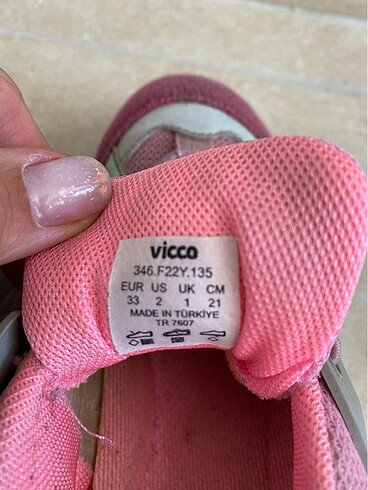 vicco
346.F22Y.135
EUR US UK CM
33 2 1 21
MADE IN TÜRKİYE
TR 7607